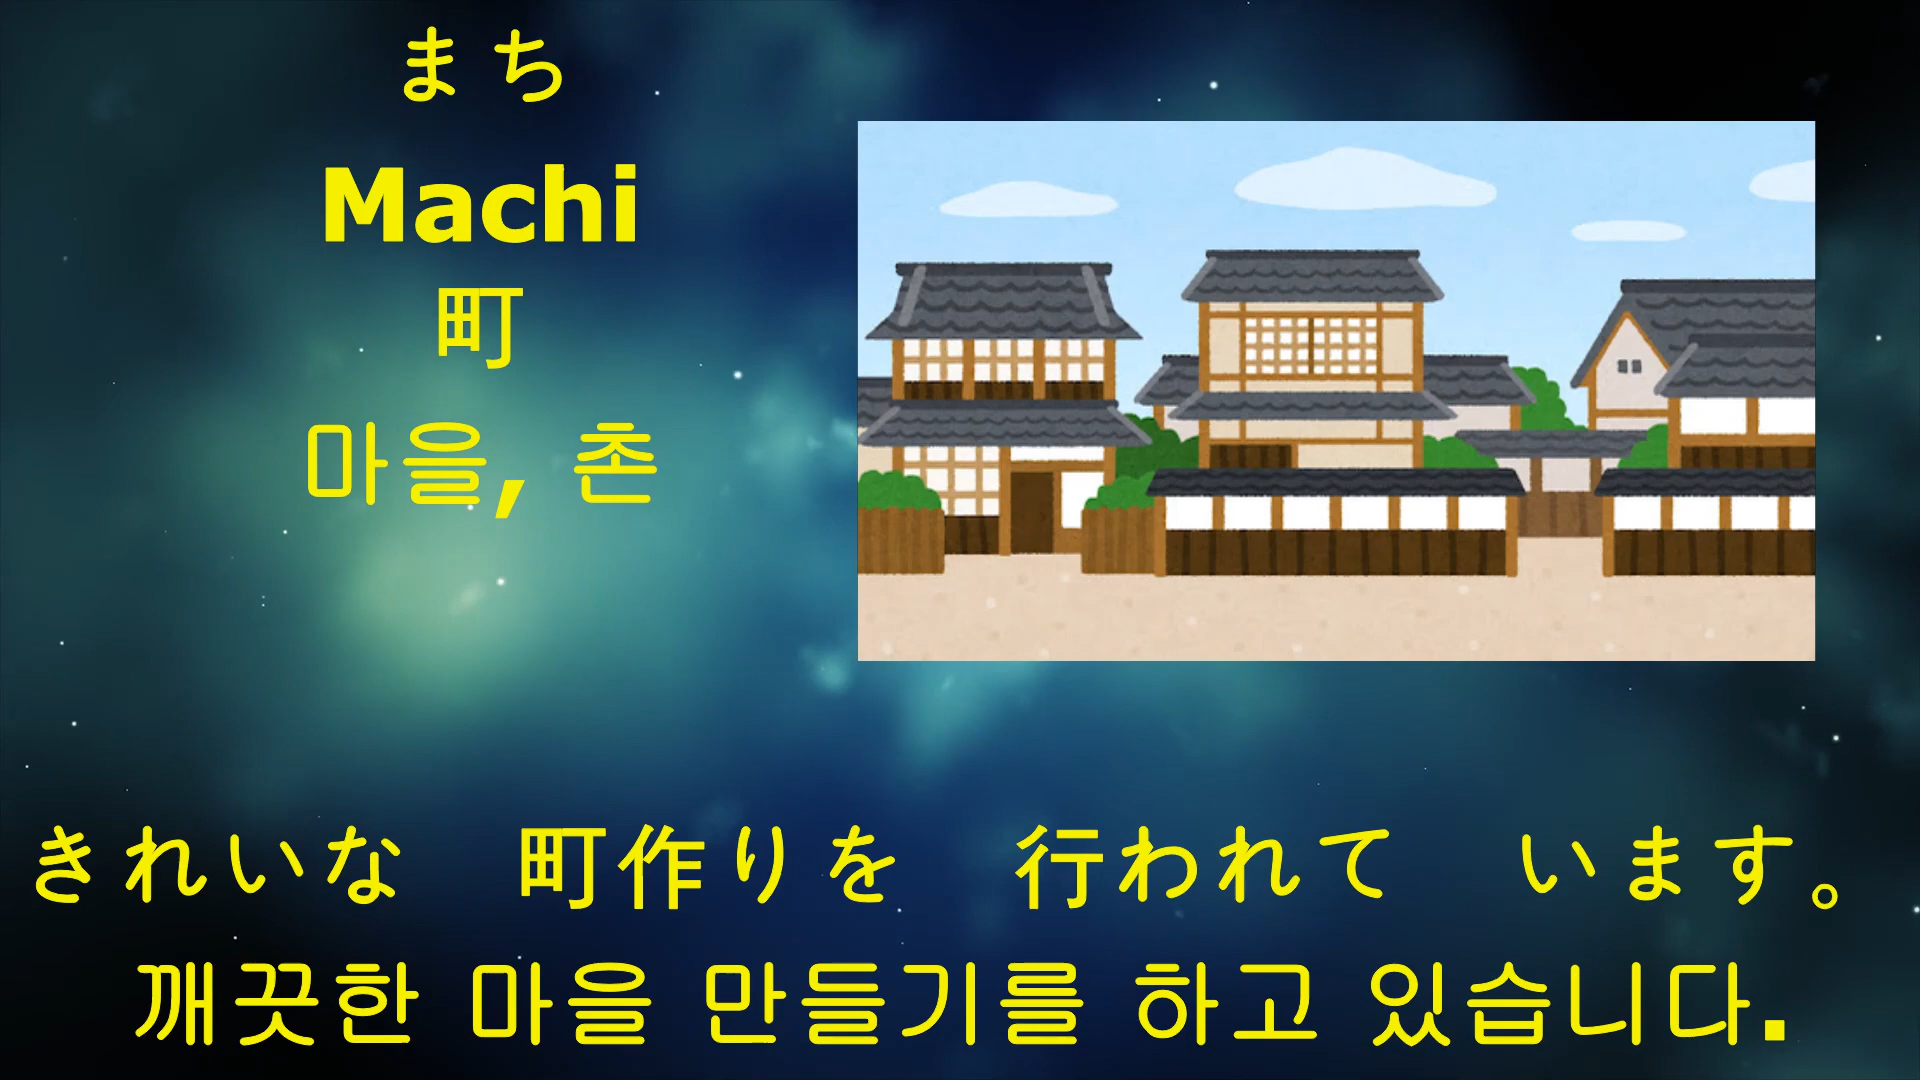 まち
Machi
町
마을, 촌
きれいな 町作りを 行われて います。
깨끗한 마을 만들기를 하고 있습니다.